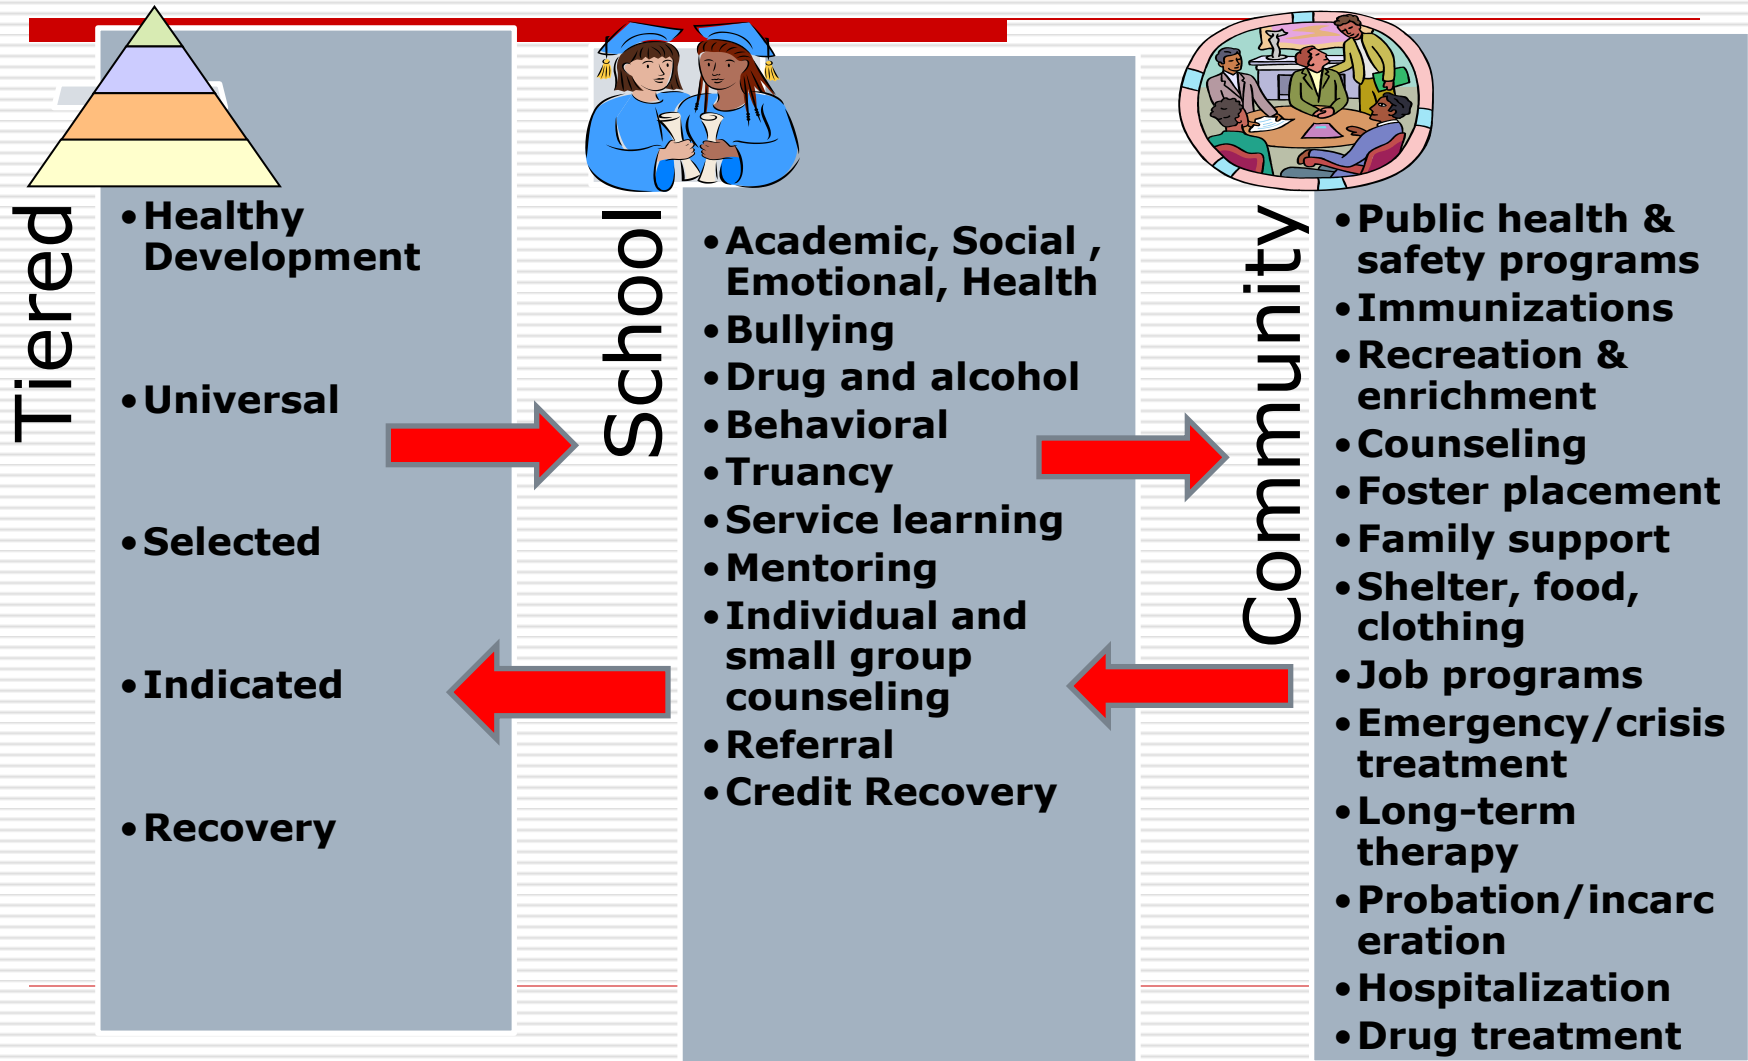 Tiered
•Healthy
Development
•Universal
•Selected
•Indicated
•Recovery
School
•Academic, Social ,
Emotional, Health
•Bullying
•Drug and alcohol
•Behavioral
•Truancy
•Service learning
•Mentoring
•Individual and
small group
counseling
•Referral
•Credit Recovery
Community
•Public health &
safety programs
•Immunizations
•Recreation &
enrichment
•Counseling
•Foster placement
•Family support
•Shelter, food,
clothing
•Job programs
•Emergency/crisis
treatment
•Long-term
therapy
•Probation/incarc
eration
•Hospitalization
•Drug treatment